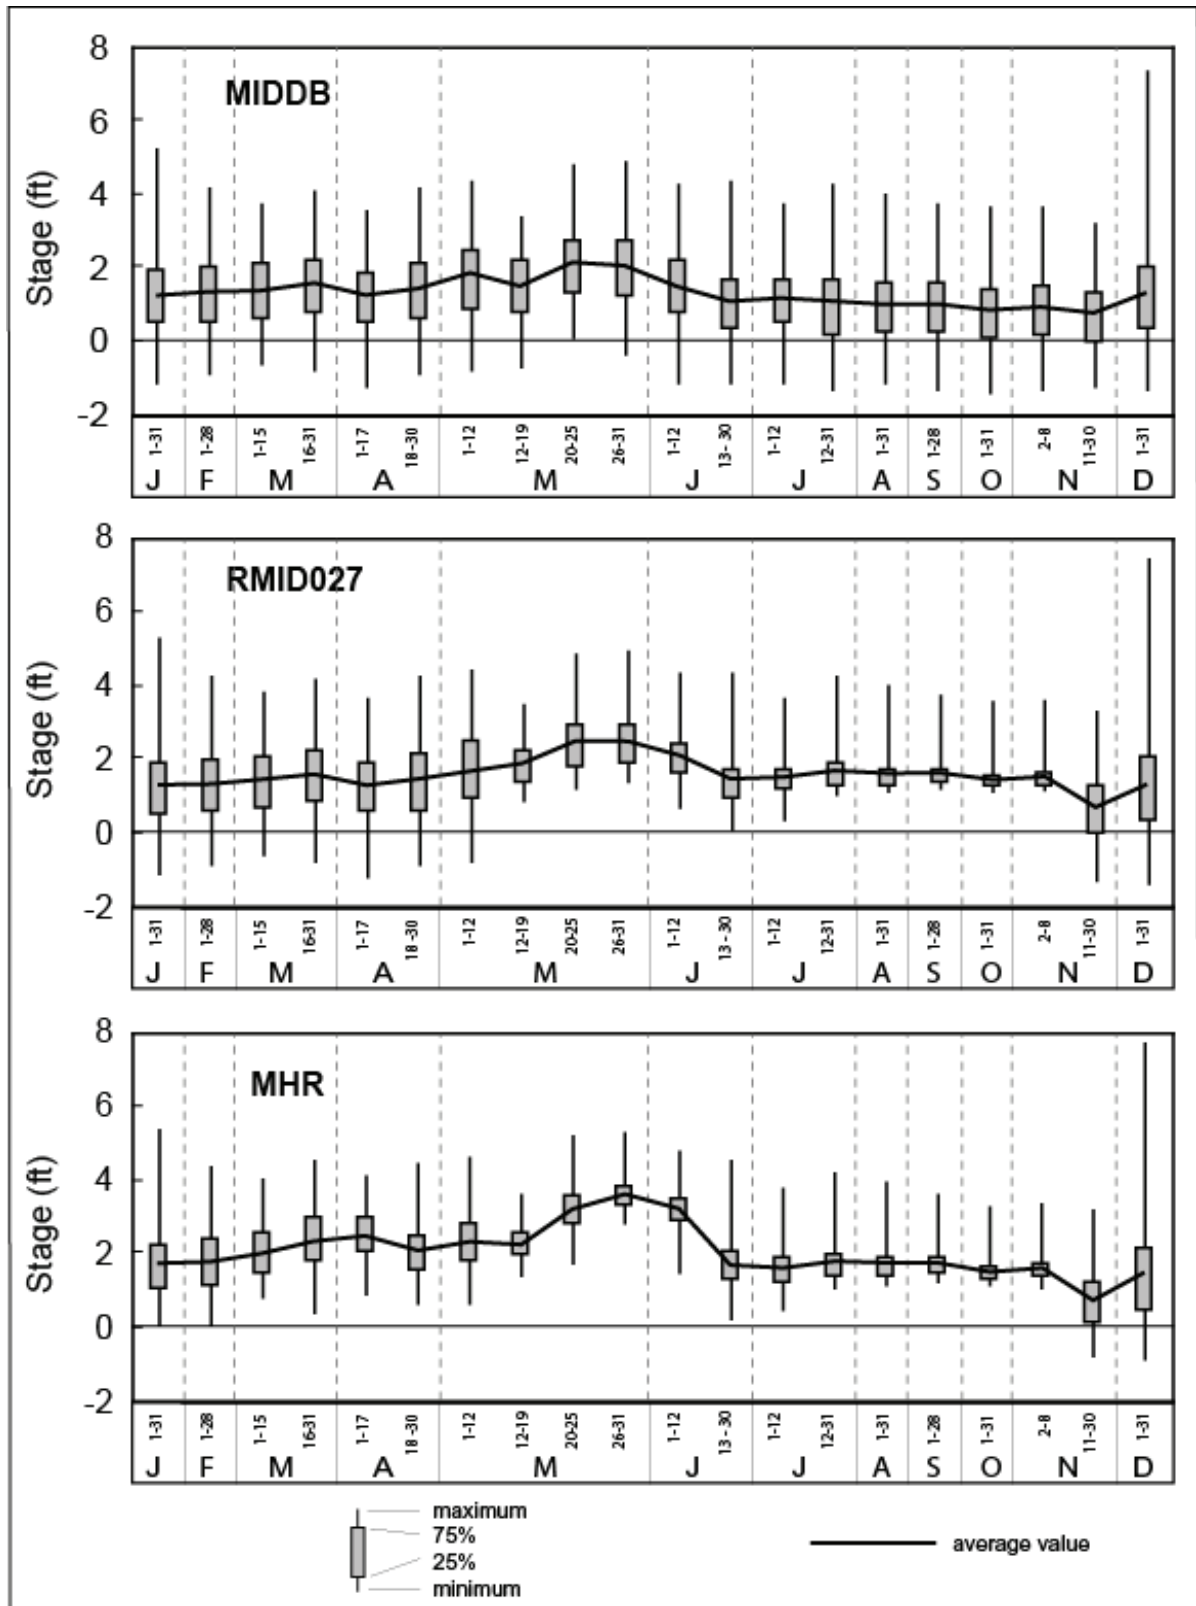 MIDDB
Stage (ft)
8
6
4
2
0
-2
1-31 1-28 1-15 16-31 1-17 18-30 1-12 12-19 20-25 26-31 1-12 13- 30 1-12 12-31 1-31 1-28 1-31 2-8 11-30 1-31
J F M A M J J A S O N D
RMID027
Stage (ft)
8
6
4
2
0
-2
1-31 1-28 1-15 16-31 1-17 18 -30 1-12 12-19 20-25 26-31 1-12 13 - 30 1-12 12-31 1-31 1-28 1-31 2-8 11-30 1-31
J F M A M J J A S O N D
MHR
Stage (ft)
8
6
4
2
0
-2
1-31 1-28 1-15 16-31 1-17 18 -30 1-12 12-19 20-25 26-31 1-12 13 - 30 1-12 12-31 1-31 1-28 1-31 2-8 11-30 1-31
J F M A M J J A S O N D
maximum
75%
25%
minimum
average value